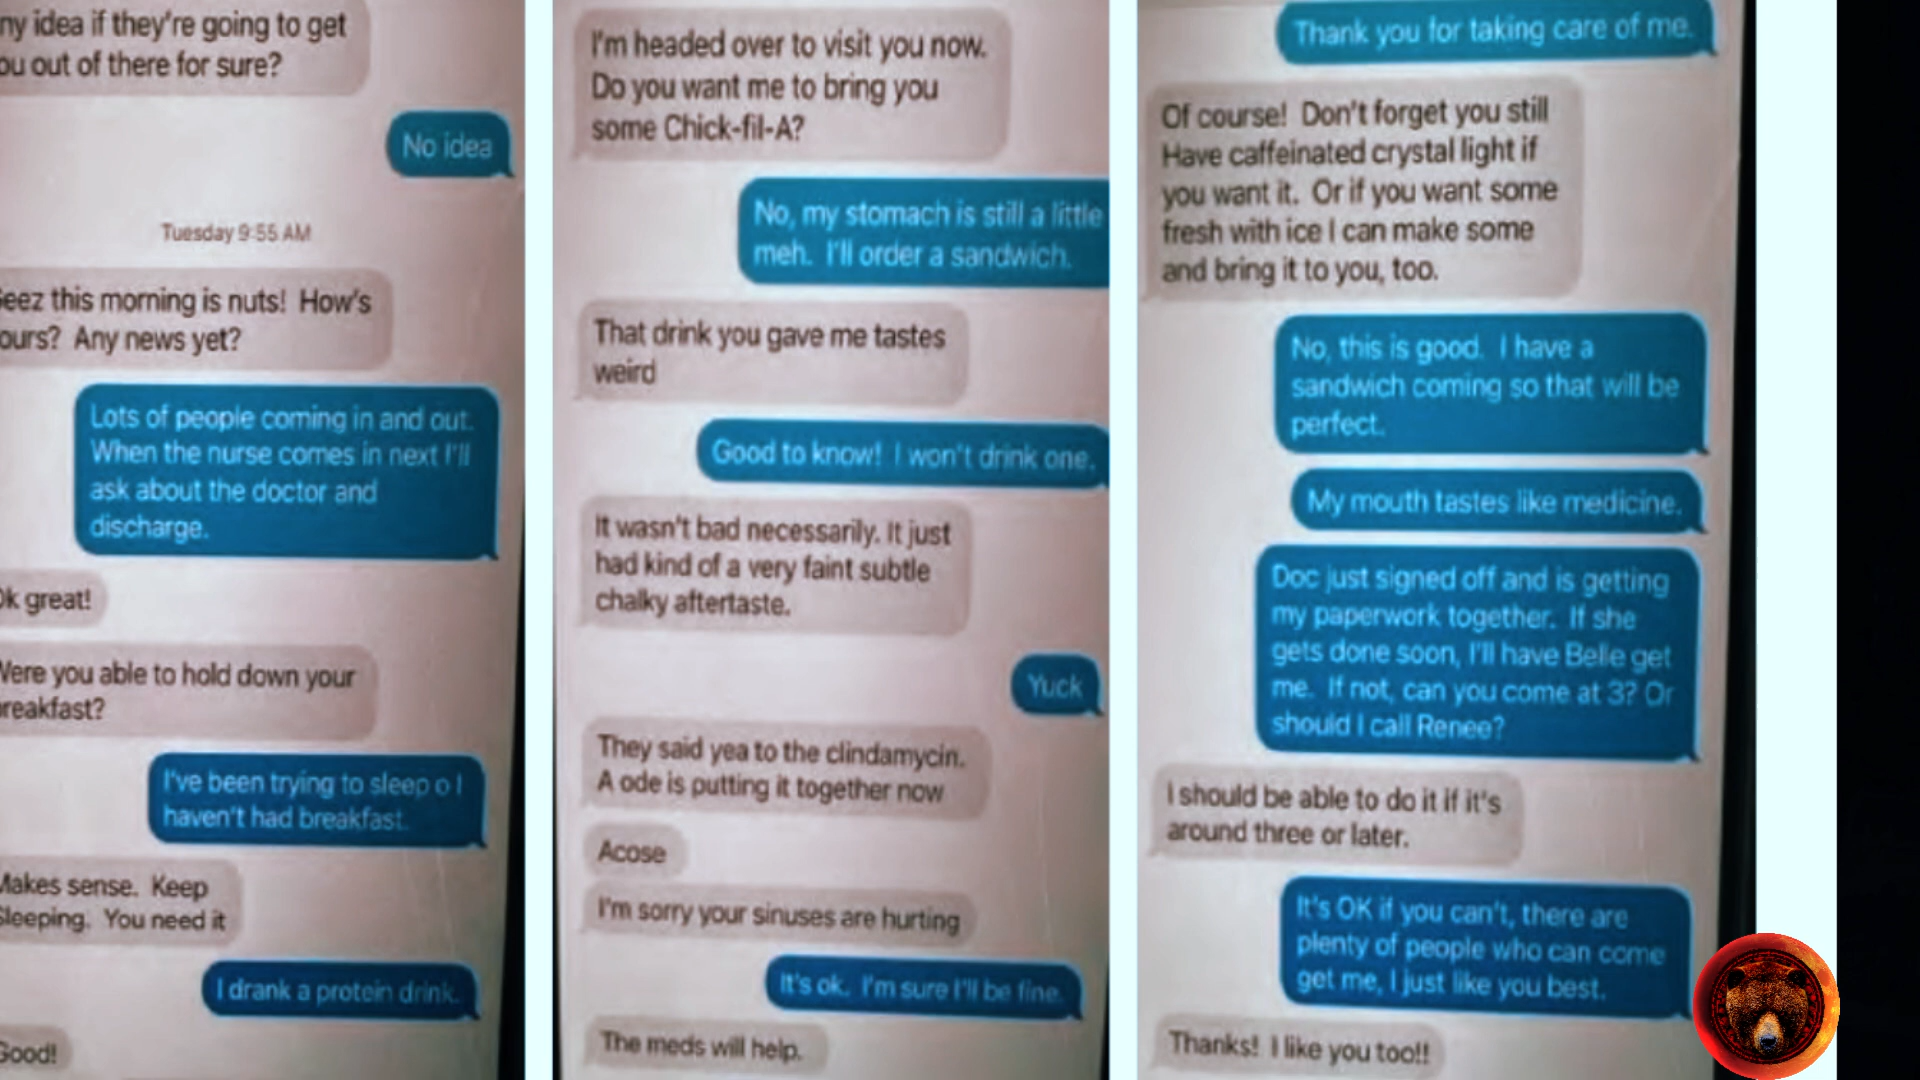 ny idea if they're going to get
ou out of there for sure?
No idea
Tuesday 9:55 AM
eez this morning is nuts! How's
ours? Any news yet?
Lots of people coming in and out.
When the nurse comes in next I'll
ask about the doctor and
discharge.
Ok great!
Were you able to hold down your
reakfast?
I've been trying to sleep o I
haven't had breakfast.
Makes sense. Keep
Sleeping. You need it
I drank a protein drink.
Good!
I'm headed over to visit you now.
Do you want me to bring you
some Chick-fil-A?
No, my stomach is still a little
meh. I'll order a sandwich.
That drink you gave me tastes
weird
Good to know! I won't drink one.
It wasn't bad necessarily. It just
had kind of a very faint subtle
chalky aftertaste.
Yuck
They said yea to the clindamycin.
A ode is putting it together now
Acose
I'm sorry your sinuses are hurting
It's ok. I'm sure I'll be fine.
The meds will help.
Thank you for taking care of me.
Of course! Don't forget you still
Have caffeinated crystal light if
you want it. Or if you want some
fresh with ice I can make some
and bring it to you, too.
No, this is good. I have a
sandwich coming so that will be
perfect.
My mouth tastes like medicine.
Doc just signed off and is getting
my paperwork together. If she
gets done soon, I'll have Belle get
me. If not, can you come at 3? Or
should I call Renee?
I should be able to do it if it's
around three or later.
It's OK if you can't, there are
plenty of people who can come
get me, I just like you best.
Thanks! I like you too!!